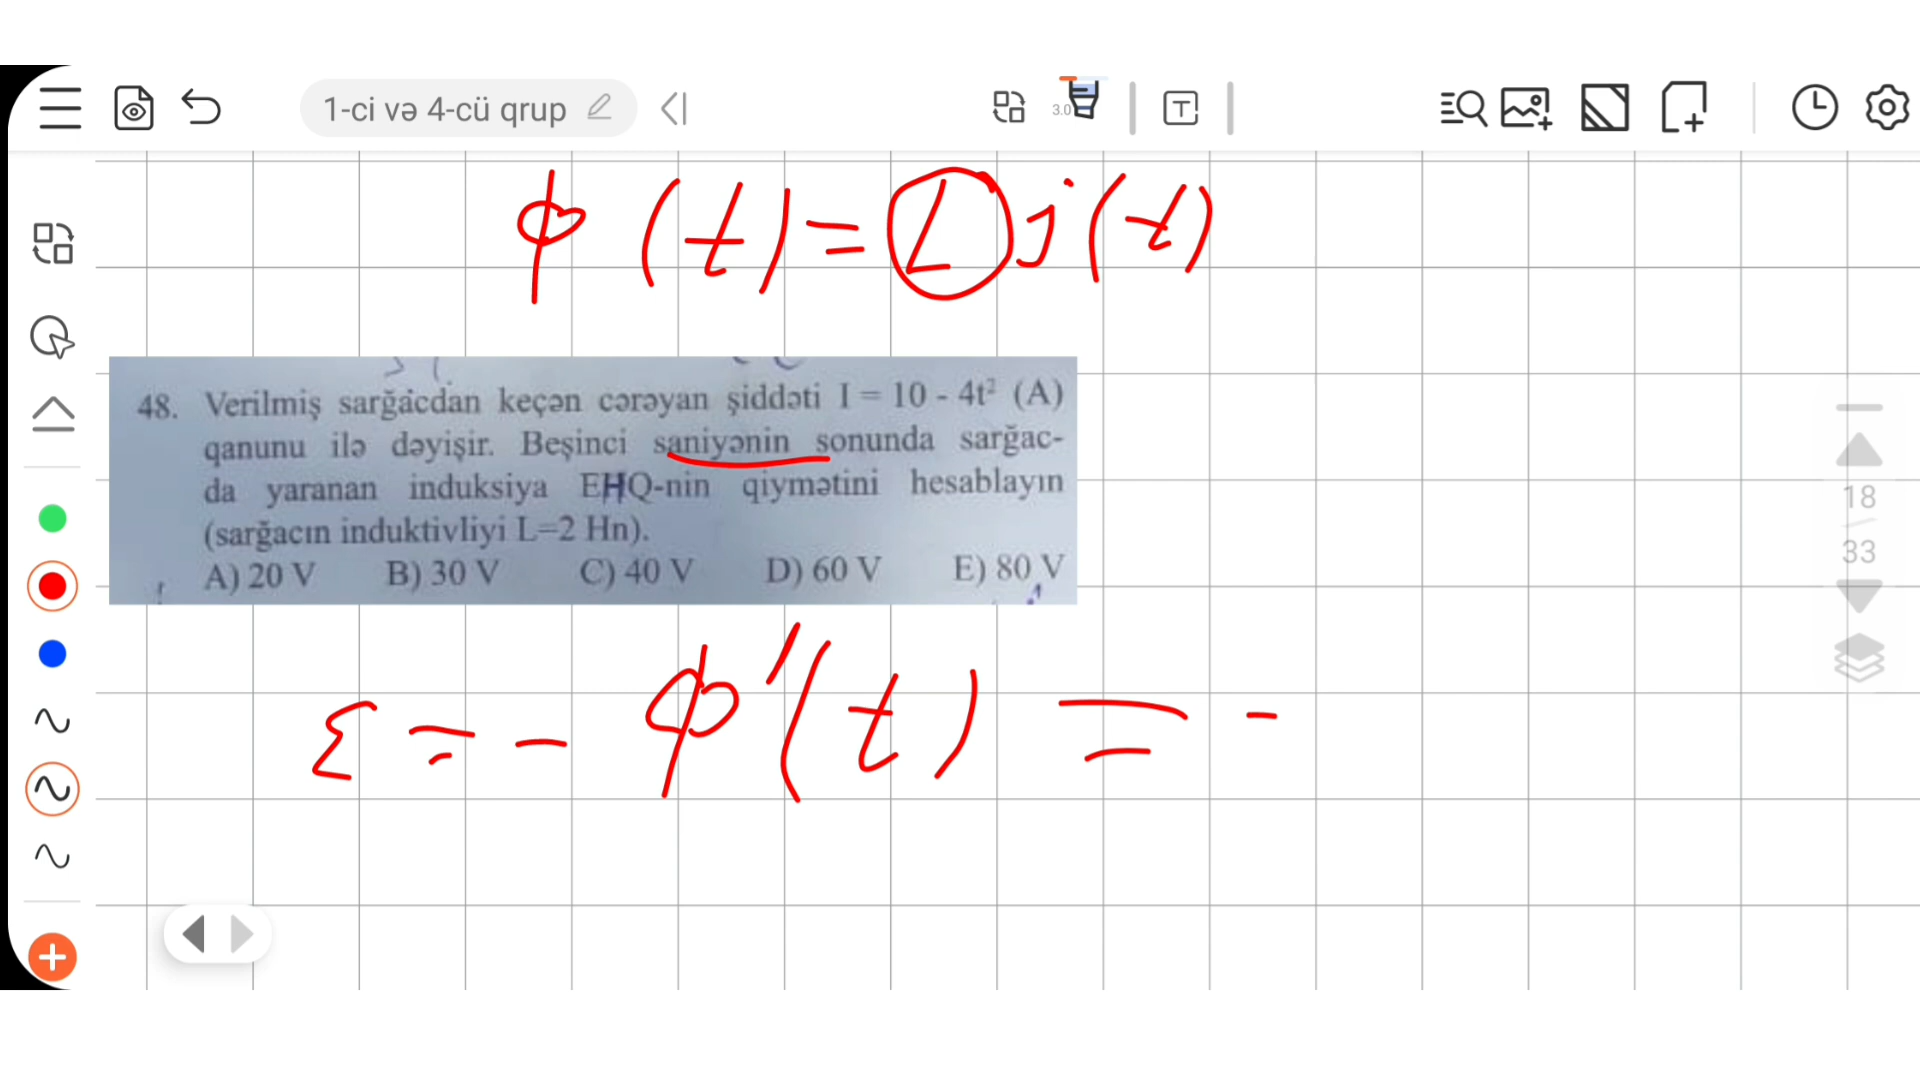 1-ci və 4-cü qrup
3.0
T
ϕ (t) = L j (t)
48. Verilmiş sarğacdan keçən cərəyan şiddəti I = 10 - 4t² (A)
qanunu ilə dəyişir. Beşinci saniyənin sonunda sarğac-
da yaranan induksiya EHQ-nin qiymətini hesablayın
(sarğacın induktivliyi L=2 Hn).
A) 20 V B) 30 V C) 40 V D) 60 V E) 80 V
18
33
Ɛ = - ϕ'(t) = -